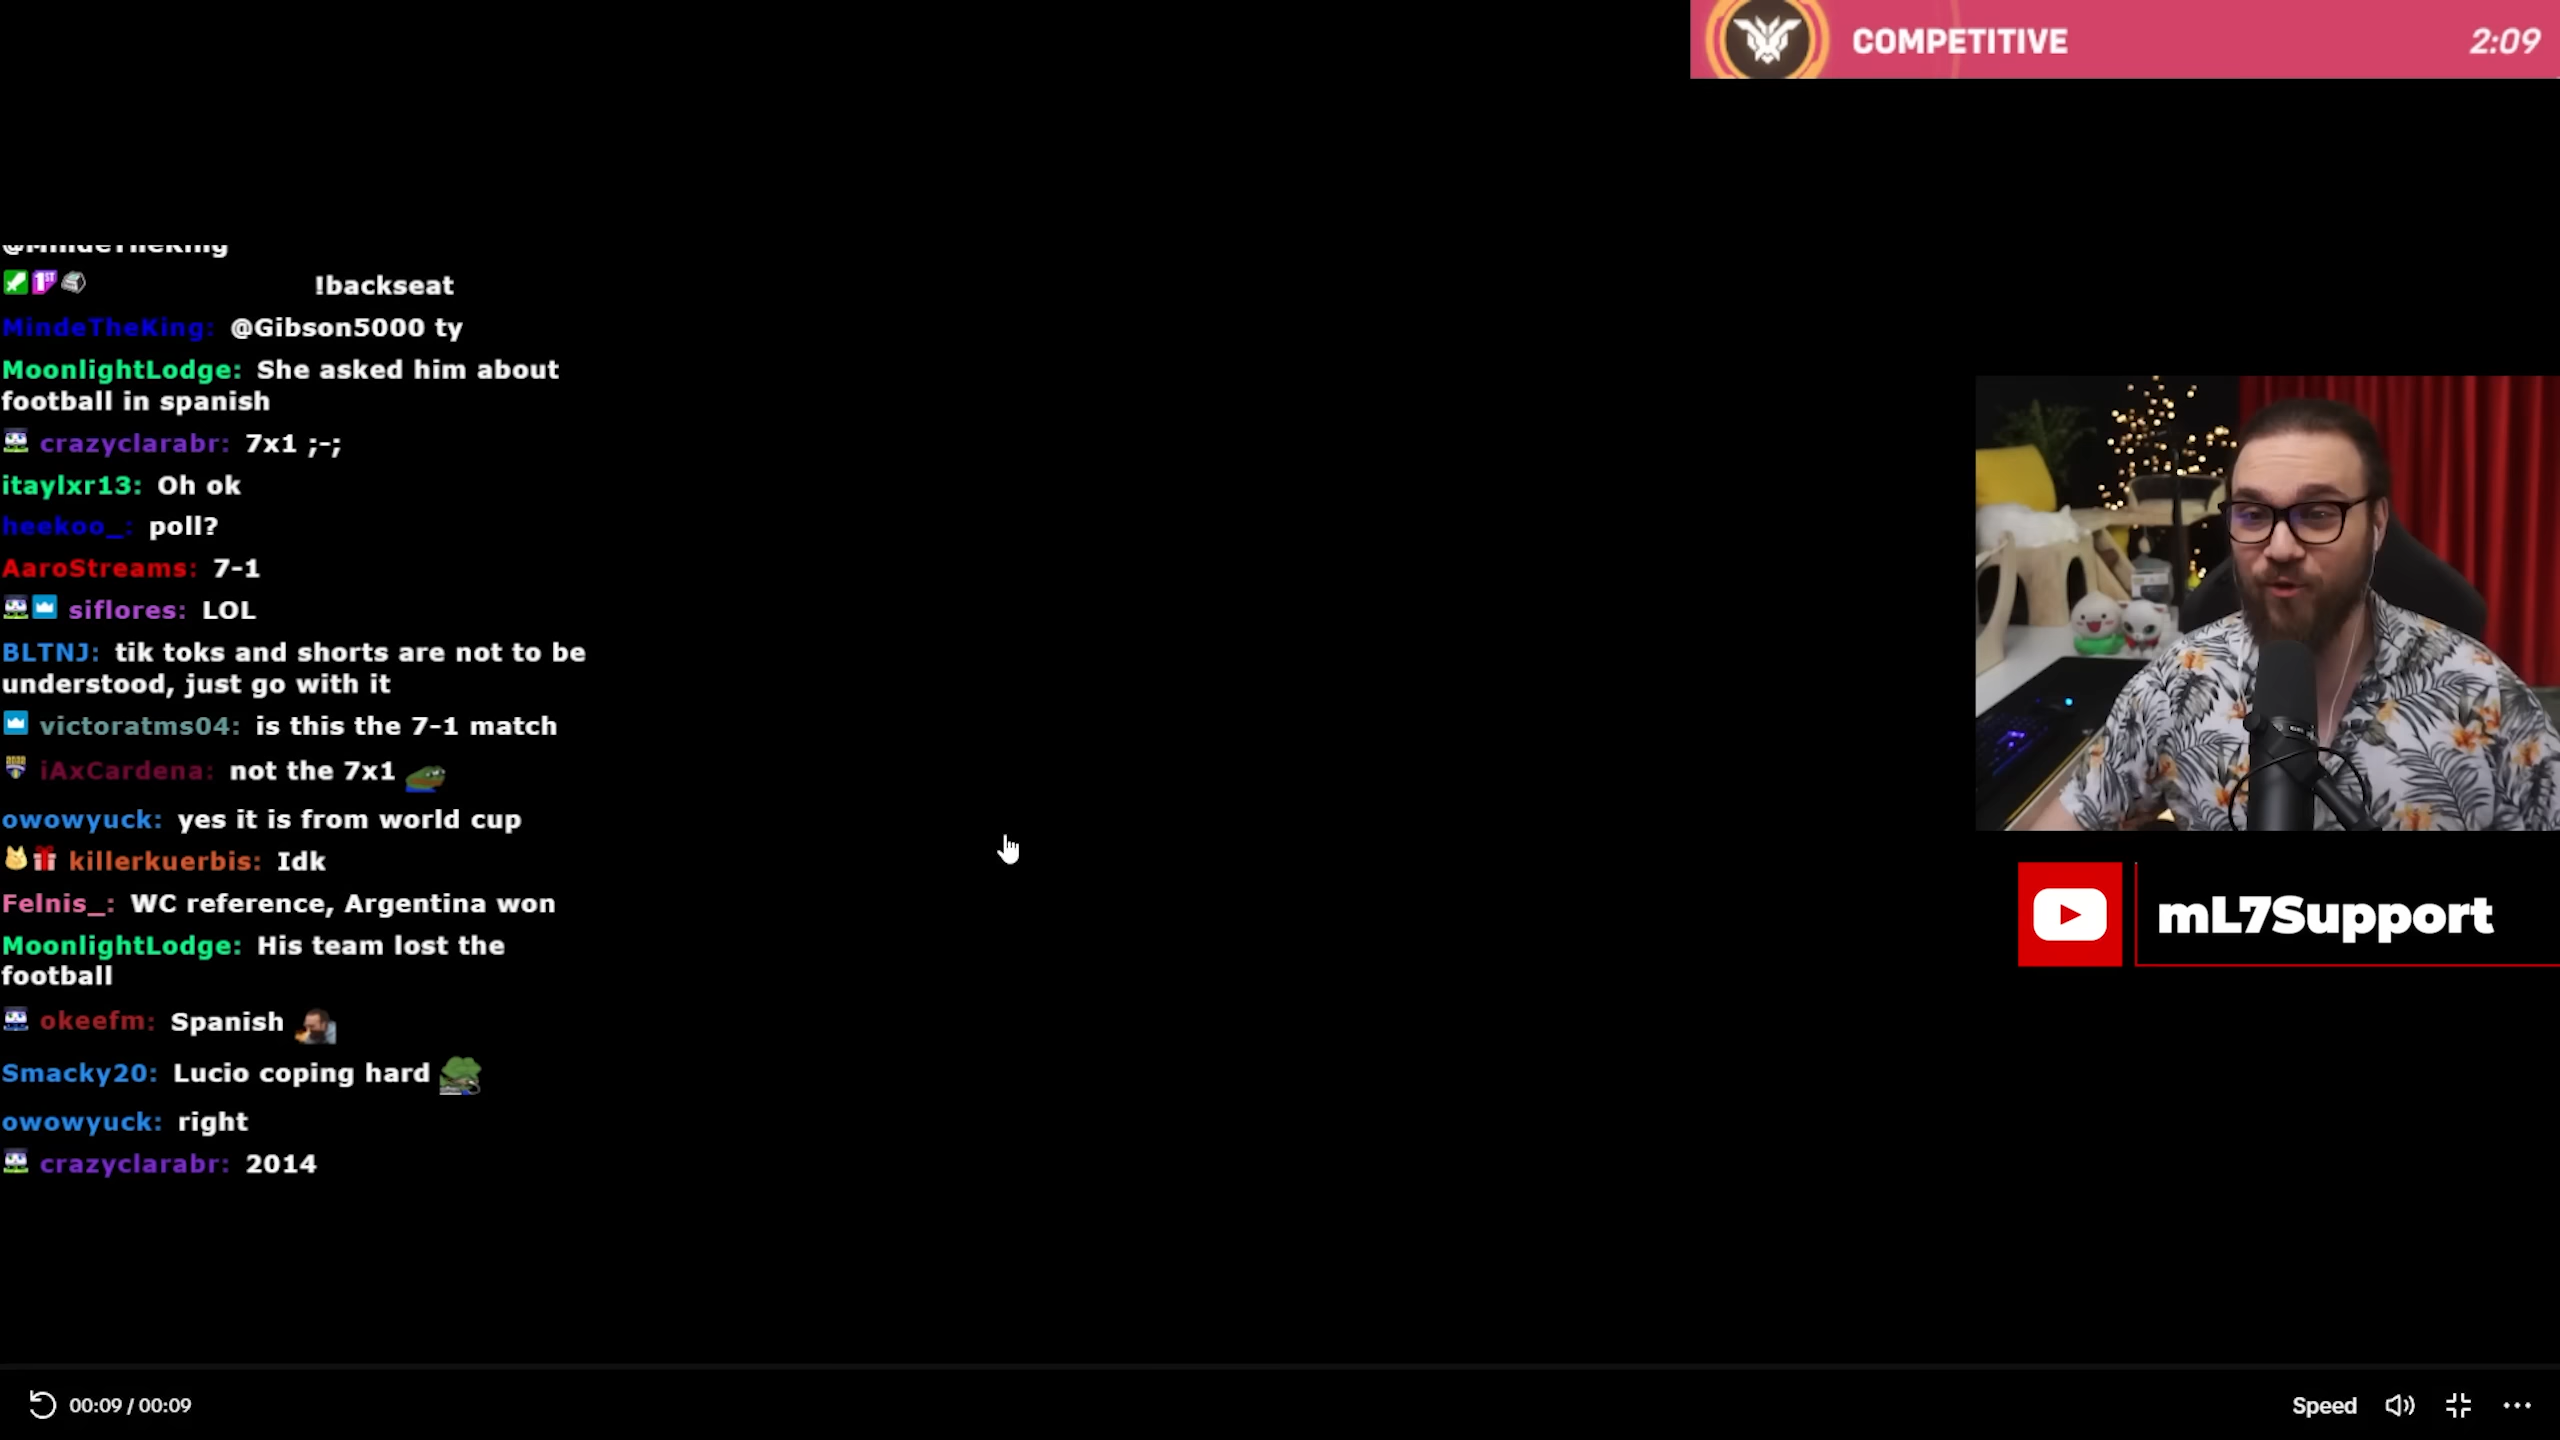 COMPETITIVE
2:09
@MindeTheKing
!backseat
MindeTheKing: @Gibson5000 ty
MoonlightLodge: She asked him about
football in spanish
crazyclarabr: 7x1 ;-;
itaylxr13: Oh ok
heekoo_: poll?
AaroStreams: 7-1
siflores: LOL
BLTNJ: tik toks and shorts are not to be
understood, just go with it
victoratms04: is this the 7-1 match
iAxCardena: not the 7x1
owowyuck: yes it is from world cup
killerkuerbis: Idk
Felnis_: WC reference, Argentina won
MoonlightLodge: His team lost the
football
okeefm: Spanish
Smacky20: Lucio coping hard
owowyuck: right
crazyclarabr: 2014
mL7Support
00:09 / 00:09
Speed